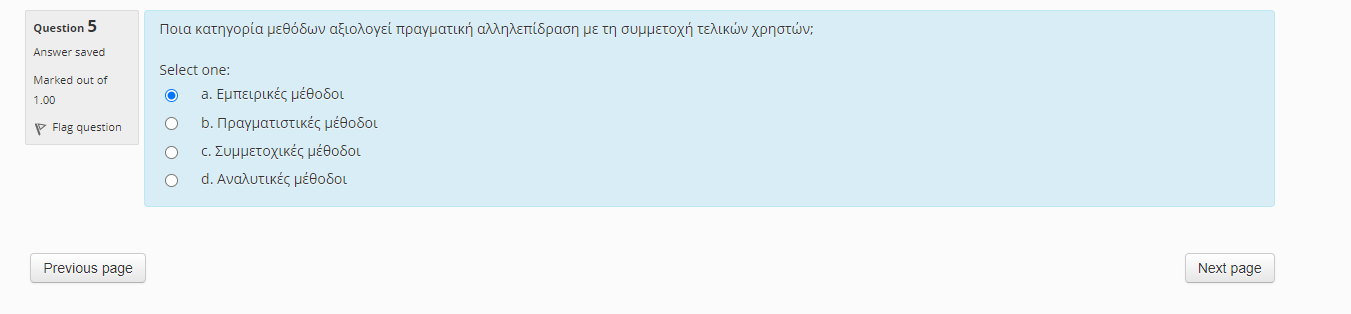 Question 5
Answer saved
Marked out of
1.00
Flag question
Ποια κατηγορία μεθόδων αξιολογεί πραγματική αλληλεπίδραση με τη συμμετοχή τελικών χρηστών;
Select one:
a. Εμπειρικές μέθοδοι
b. Πραγματιστικές μέθοδοι
c. Συμμετοχικές μέθοδοι
d. Αναλυτικές μέθοδοι
Previous page
Next page